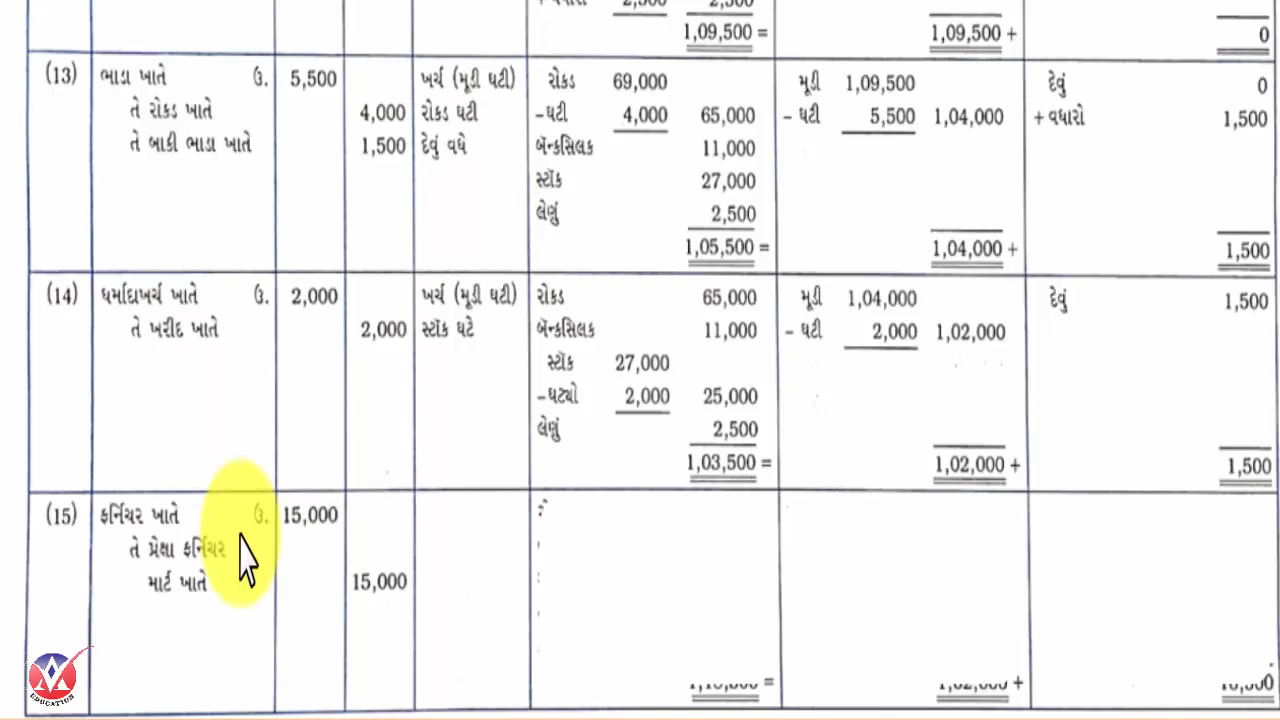 1,09,500 = 1,09,500 + 0
(13) ભાડા ખાતે ઉ. 5,500 ખર્ચ (મૂડી ઘટી) રોકડ 69,000 મૂડી 1,09,500 દેવું 0
તે રોકડ ખાતે 4,000 રોકડ ઘટી –ઘટી 4,000 65,000 – ઘટી 5,500 1,04,000 + વધારો 1,500
તે બાકી ભાડા ખાતે 1,500 દેવું વધે બૅન્કસિલક 11,000
સ્ટૉક 27,000
લેણું 2,500
1,05,500 = 1,04,000 + 1,500
(14) ધર્માદાખર્ચ ખાતે ઉ. 2,000 ખર્ચ (મૂડી ઘટી) રોકડ 65,000 મૂડી 1,04,000 દેવું 1,500
તે ખરીદ ખાતે 2,000 સ્ટૉક ઘટે બૅન્કસિલક 11,000 – ઘટી 2,000 1,02,000
સ્ટૉક 27,000
–ઘટ્યો 2,000 25,000
લેણું 2,500
1,03,500 = 1,02,000 + 1,500
(15) ફર્નિચર ખાતે ઉ. 15,000
તે પ્રેક્ષા ફર્નિચર
માર્ટ ખાતે 15,000
= +
EDUCATION